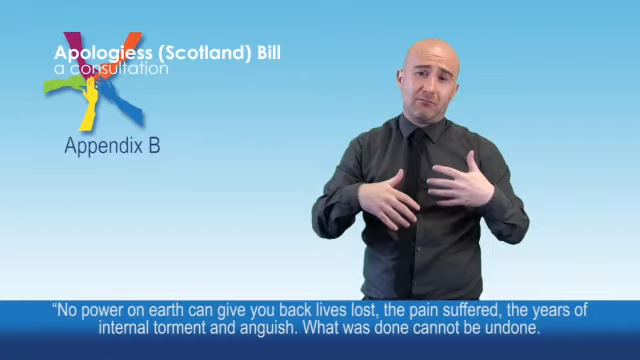 Apologiess (Scotland) Bill
a consultation
Appendix B
“No power on earth can give you back lives lost, the pain suffered, the years of
internal torment and anguish. What was done cannot be undone.